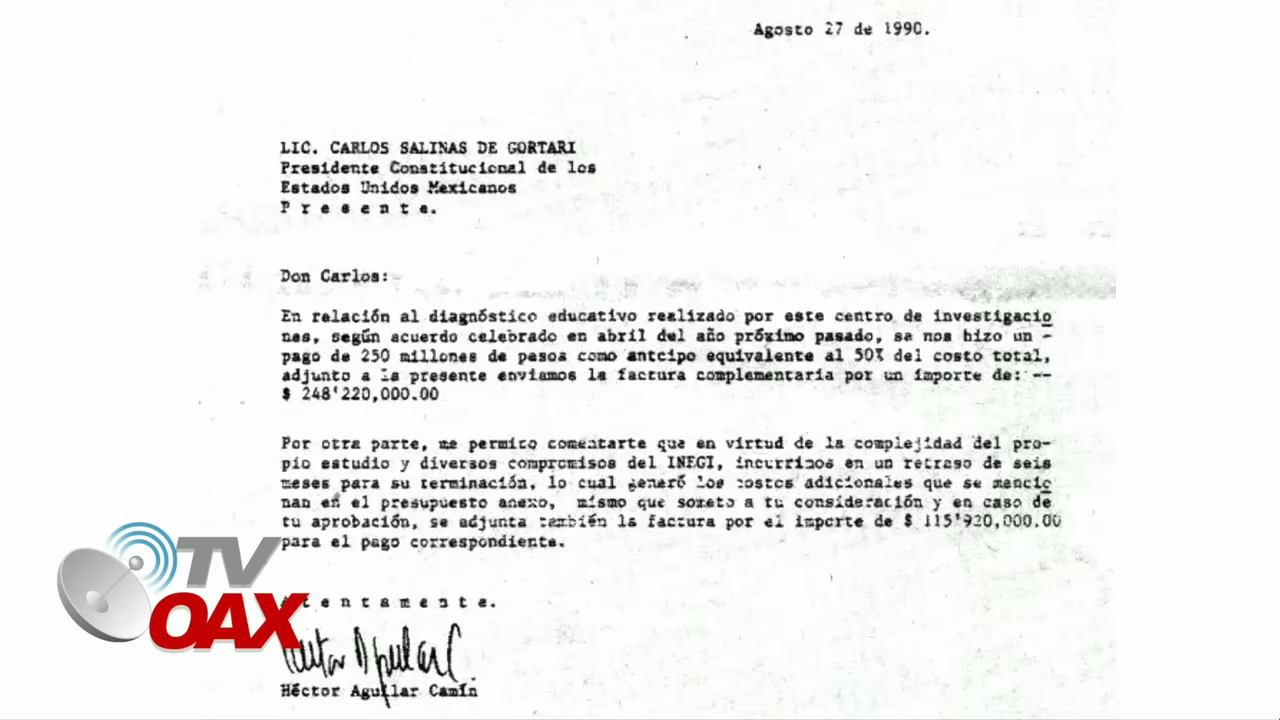 Agosto 27 de 1990.
LIC. CARLOS SALINAS DE GORTARI
Presidente Constitucional de los
Estados Unidos Mexicanos
P r e s e n t e.
Don Carlos:
En relación al diagnóstico educativo realizado por este centro de investigacio
nes, según acuerdo celebrado en abril del año próximo pasado, se nos hizo un -
pago de 250 millones de pesos como antcipo equivalente al 50% del costo total,
adjunto a la presente enviamos la factura complementaria por un importe de: --
$ 248'220,000.00
Por otra parte, me permito comentarte que en virtud de la complejidad del pro-
pio estudio y diversos compromisos del INEGI, incurrimos en un retraso de seis
meses para su terminación, lo cual generó los costos adicionales que se mencio
nan en el presupuesto anexo, mismo que someto a tu consideración y en caso de
tu aprobación, se adjunta también la factura por el importe de $ 115'920,000.00
para el pago correspondiente.
A t e n t a m e n t e.
Héctor Aguilar Camín
TV
OAX